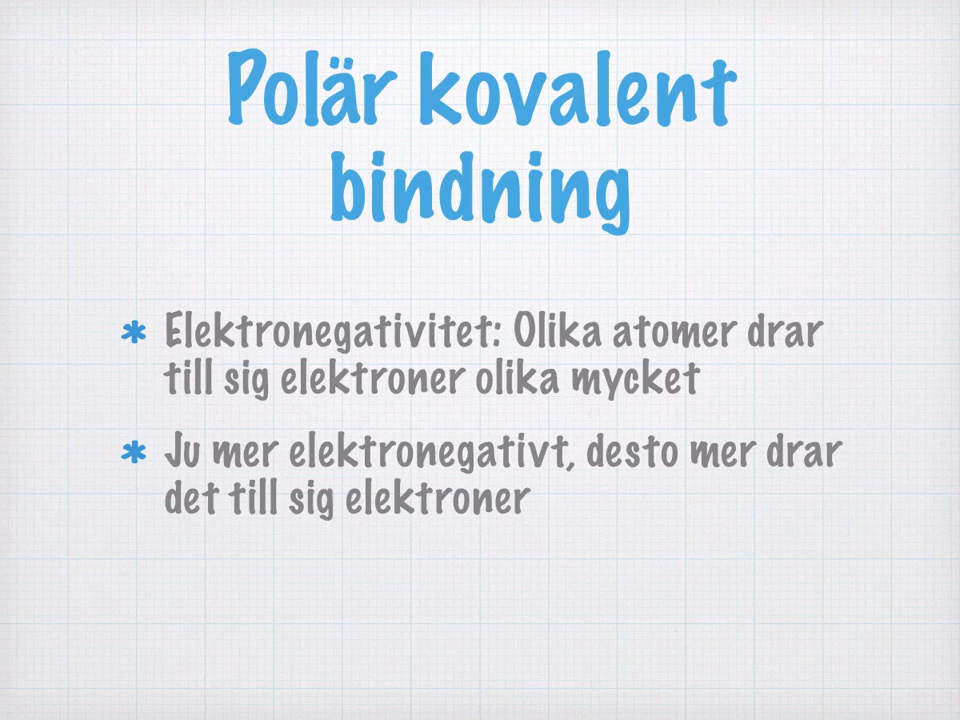 Polär kovalent
bindning
* Elektronegativitet: Olika atomer drar
till sig elektroner olika mycket
* Ju mer elektronegativt, desto mer drar
det till sig elektroner